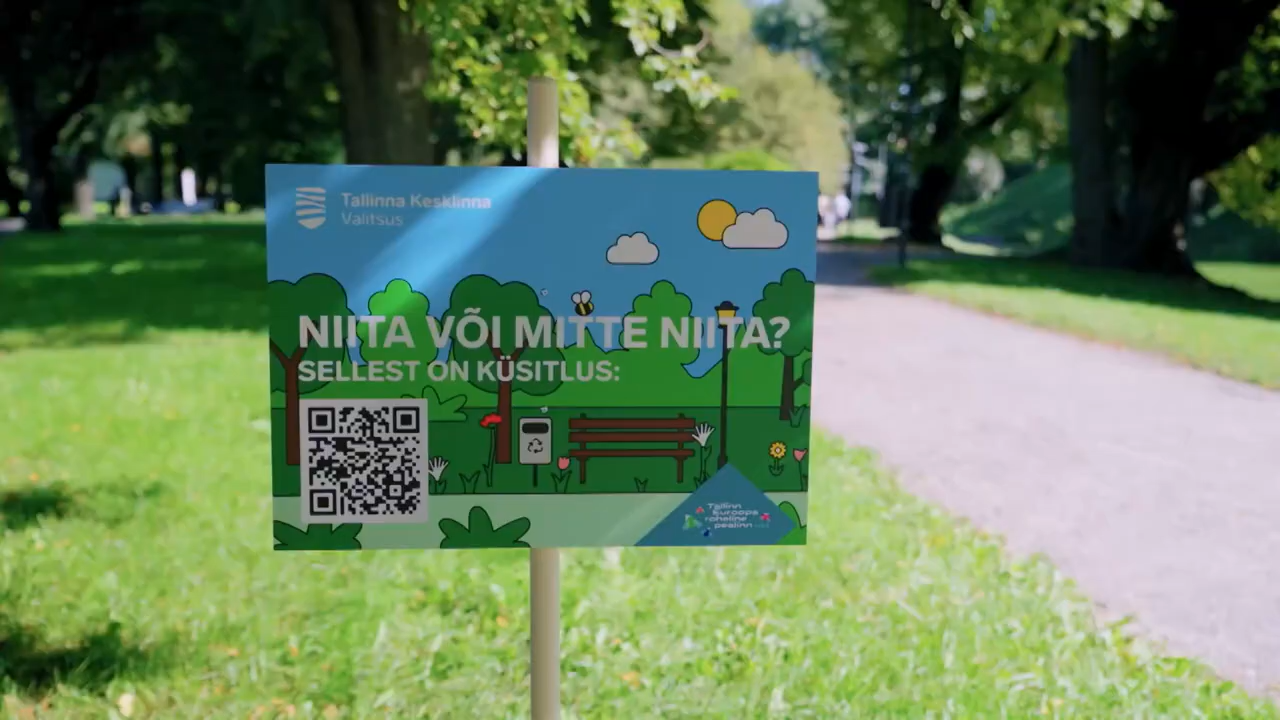 Tallinna Kesklinna
Valitsus
NIITA VÕI MITTE NIITA?
SELLEST ON KÜSITLUS:
Tallinn
Euroopa
roheline
pealinn